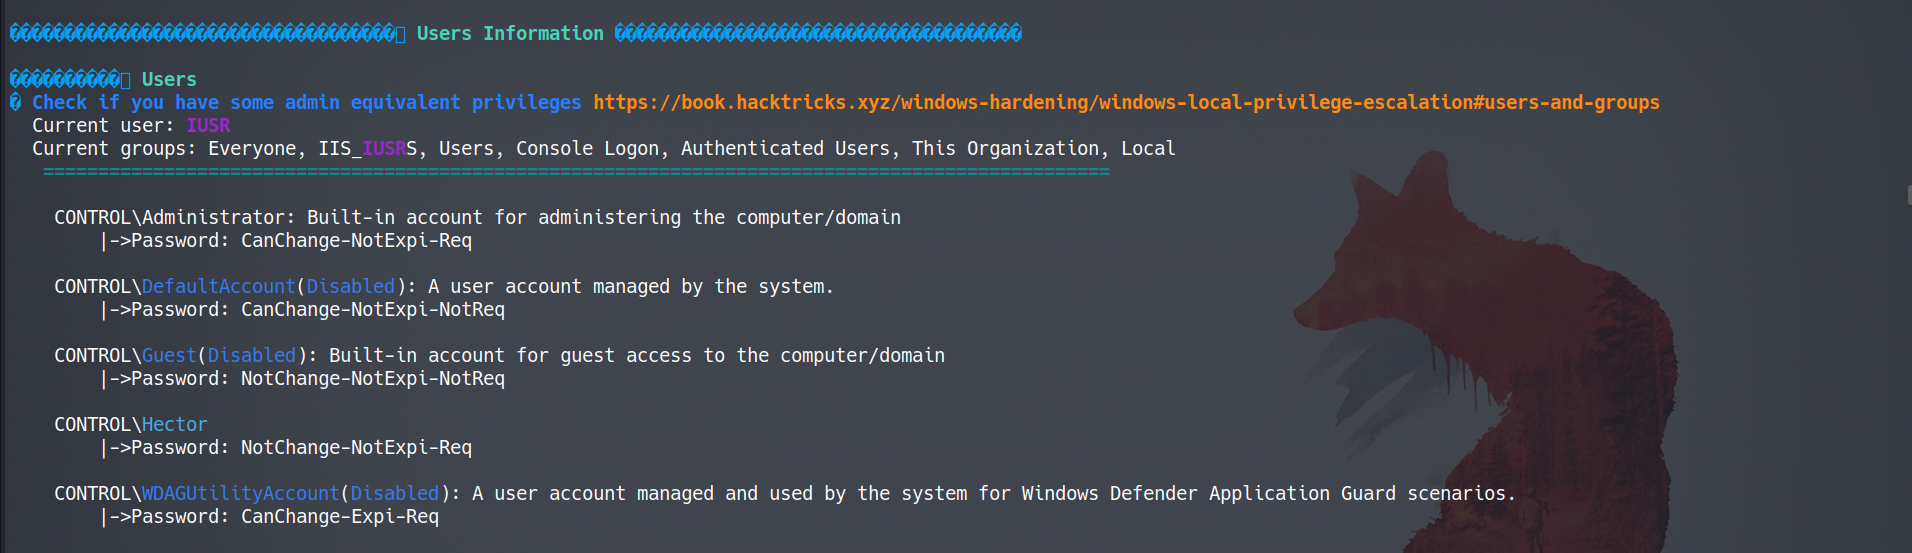 Users Information
Users
Check if you have some admin equivalent privileges https://book.hacktricks.xyz/windows-hardening/windows-local-privilege-escalation#users-and-groups
Current user: IUSR
Current groups: Everyone, IIS_IUSRS, Users, Console Logon, Authenticated Users, This Organization, Local
=================================================================================================
CONTROL\Administrator: Built-in account for administering the computer/domain
|->Password: CanChange-NotExpi-Req
CONTROL\DefaultAccount(Disabled): A user account managed by the system.
|->Password: CanChange-NotExpi-NotReq
CONTROL\Guest(Disabled): Built-in account for guest access to the computer/domain
|->Password: NotChange-NotExpi-NotReq
CONTROL\Hector
|->Password: NotChange-NotExpi-Req
CONTROL\WDAGUtilityAccount(Disabled): A user account managed and used by the system for Windows Defender Application Guard scenarios.
|->Password: CanChange-Expi-Req